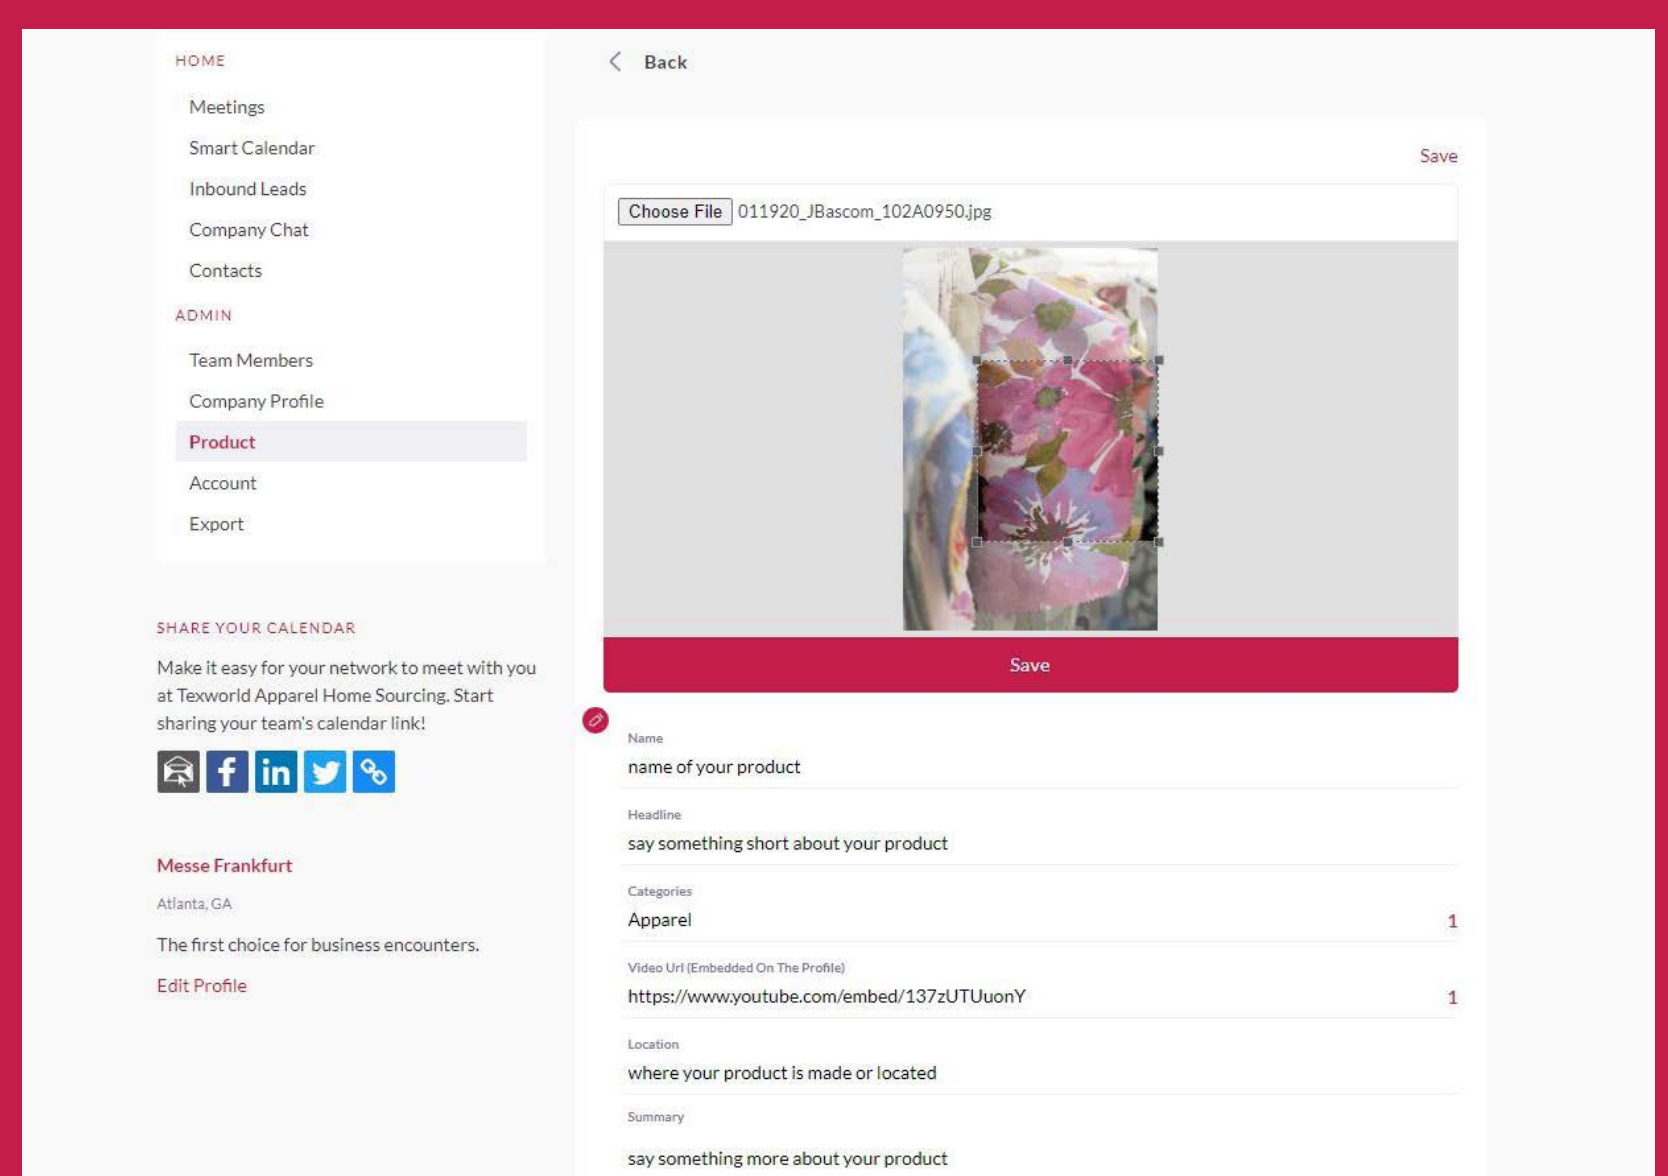 HOME
Meetings
Smart Calendar
Inbound Leads
Company Chat
Contacts
ADMIN
Team Members
Company Profile
Product
Account
Export
SHARE YOUR CALENDAR
Make it easy for your network to meet with you
at Texworld Apparel Home Sourcing. Start
sharing your team's calendar link!
f
in
Messe Frankfurt
Atlanta, GA
The first choice for business encounters.
Edit Profile
Back
Save
Choose File 011920_JBascom_102A0950.jpg
Save
Name
name of your product
Headline
say something short about your product
Categories
Apparel 1
Video Url (Embedded On The Profile)
https://www.youtube.com/embed/137zUTUuonY 1
Location
where your product is made or located
Summary
say something more about your product